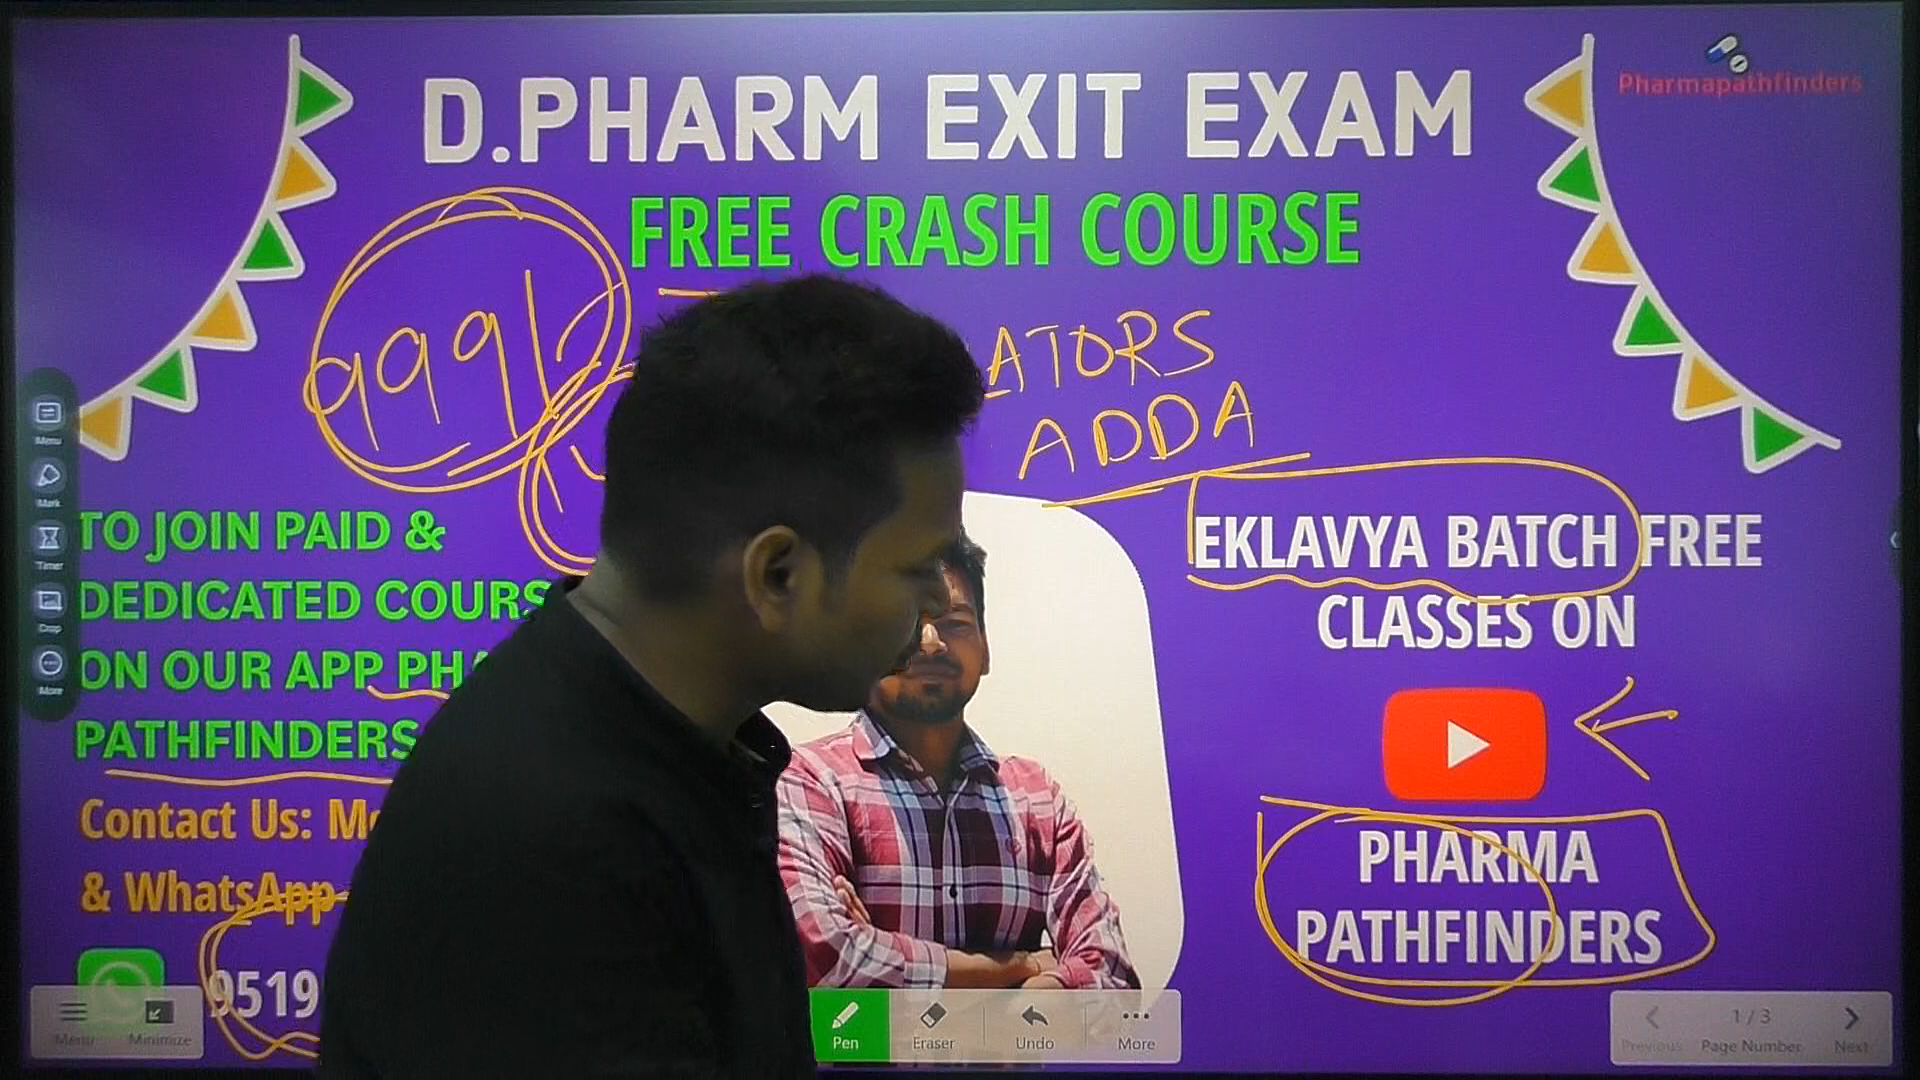 D.PHARM EXIT EXAM
Pharmapathfinders
FREE CRASH COURSE
999
ATORS
ADDA
TO JOIN PAID &
DEDICATED COURS
ON OUR APP PHA
PATHFINDERS
Contact Us:
& WhatsApp
9519
EKLAVYA BATCH FREE
CLASSES ON
PHARMA
PATHFINDERS
Menu
Mark
Timer
Crop
More
Menu
Minimize
Pen
Eraser
Undo
More
1 / 3
Previous
Page Number
Next